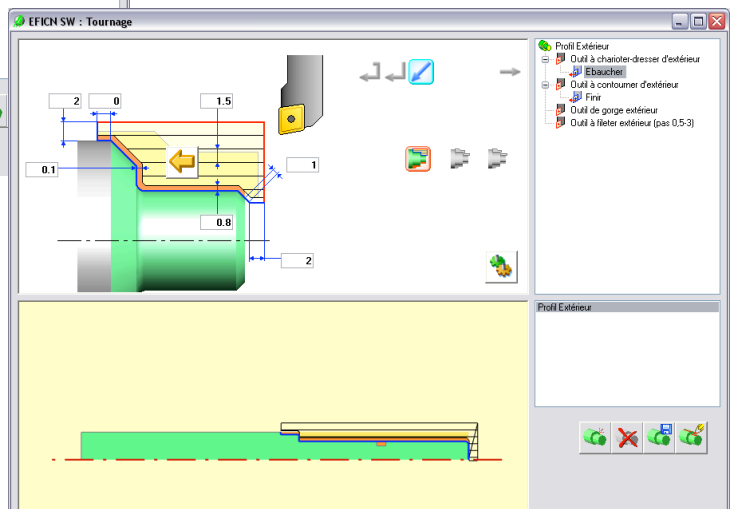 EFICN SW : Tournage
2 0 1.5
0.1
1
0.8
2
Profil Extérieur
Outil à charioter-dresser d'extérieur
Ebaucher
Outil à contourner d'extérieur
Finir
Outil de gorge extérieur
Outil à fileter extérieur (pas 0,5-3)
Profil Extérieur